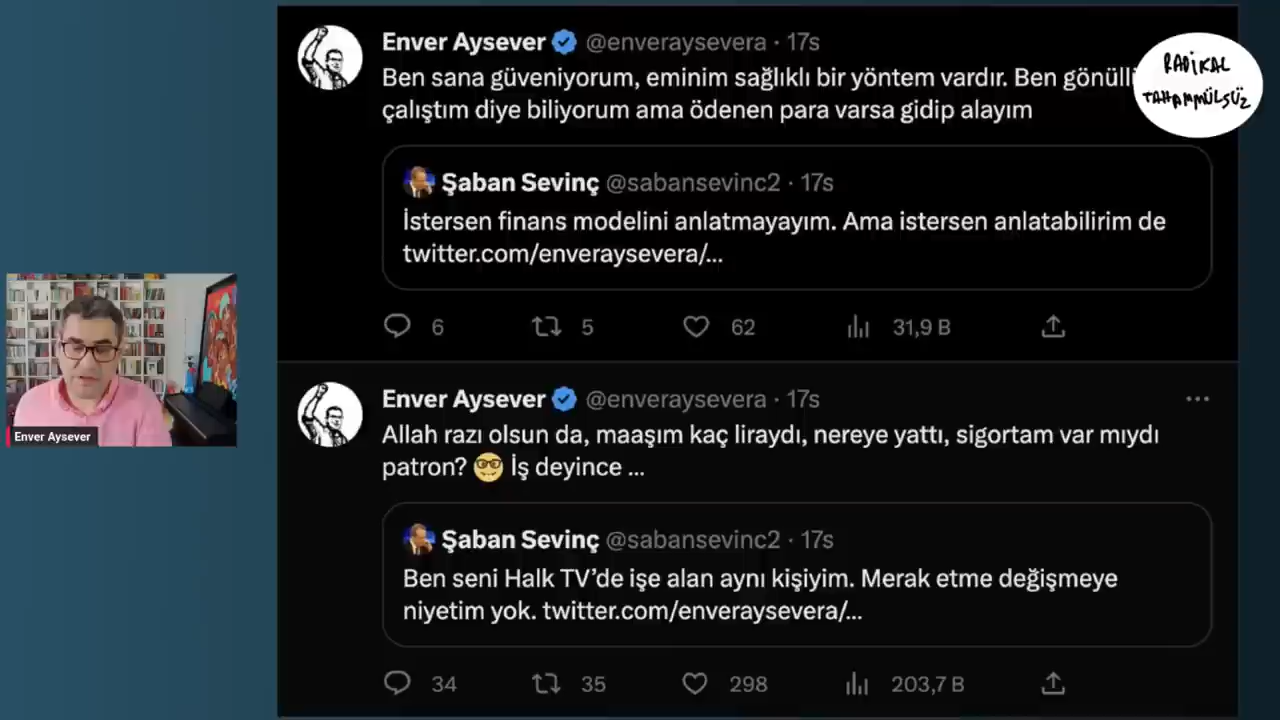 Enver Aysever @enveraysevera · 17s
Ben sana güveniyorum, eminim sağlıklı bir yöntem vardır. Ben gönüll
çalıştım diye biliyorum ama ödenen para varsa gidip alayım
Şaban Sevinç @sabansevinc2 · 17s
İstersen finans modelini anlatmayayım. Ama istersen anlatabilirim de
twitter.com/enveraysevera/...
6 5 62 31,9 B
RADİKAL
TAHAMMÜLSÜZ
Enver Aysever
Enver Aysever @enveraysevera · 17s
Allah razı olsun da, maaşım kaç liraydı, nereye yattı, sigortam var mıydı
patron? 🤓 İş deyince ...
Şaban Sevinç @sabansevinc2 · 17s
Ben seni Halk TV’de işe alan aynı kişiyim. Merak etme değişmeye
niyetim yok. twitter.com/enveraysevera/...
34 35 298 203,7 B